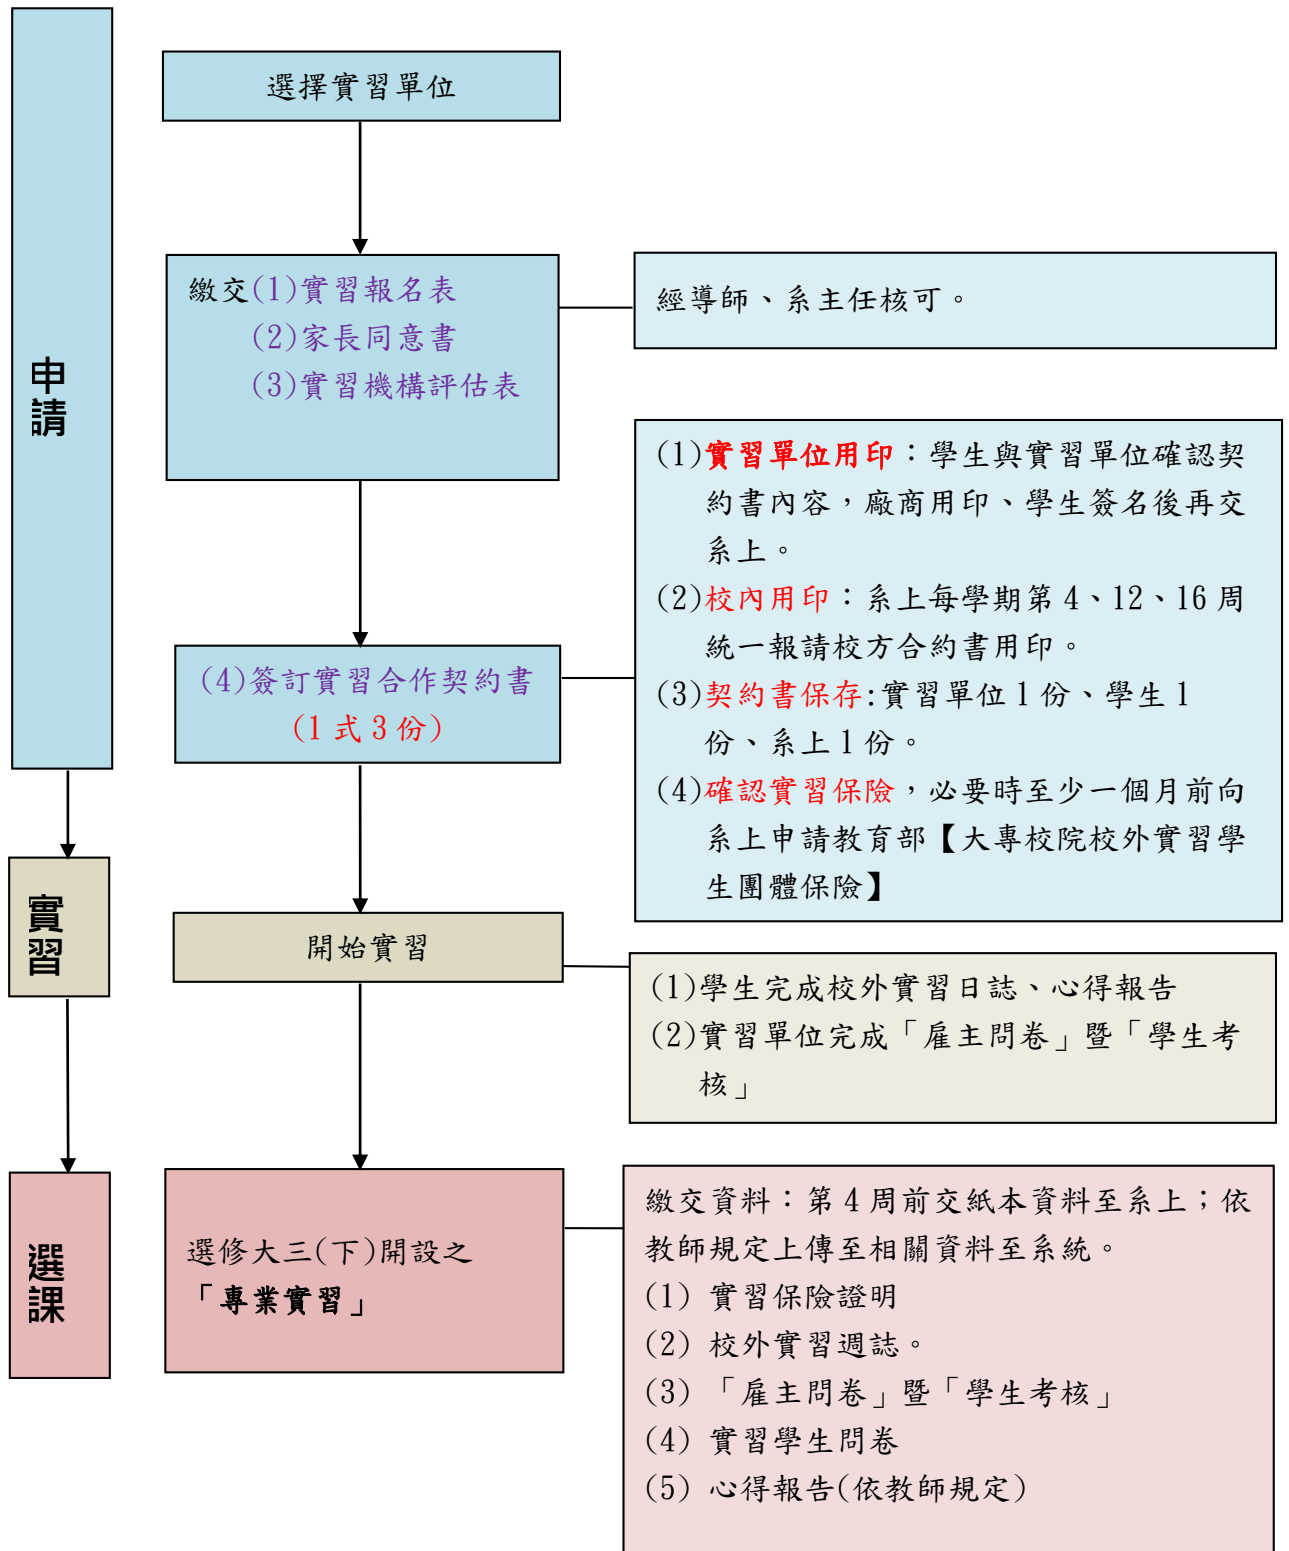 申
請
選擇實習單位
繳交(1)實習報名表
(2)家長同意書
(3)實習機構評估表
經導師、系主任核可。
(4)簽訂實習合作契約書
(1 式 3 份)
(1)實習單位用印：學生與實習單位確認契
約書內容，廠商用印、學生簽名後再交
系上。
(2)校內用印：系上每學期第 4、12、16 周
統一報請校方合約書用印。
(3)契約書保存:實習單位 1 份、學生 1
份、系上 1 份。
(4)確認實習保險，必要時至少一個月前向
系上申請教育部【大專校院校外實習學
生團體保險】
實
習
開始實習
(1)學生完成校外實習日誌、心得報告
(2)實習單位完成「雇主問卷」暨「學生考
核」
選
課
選修大三(下)開設之
「專業實習」
繳交資料：第 4 周前交紙本資料至系上；依
教師規定上傳至相關資料至系統。
(1) 實習保險證明
(2) 校外實習週誌。
(3) 「雇主問卷」暨「學生考核」
(4) 實習學生問卷
(5) 心得報告(依教師規定)